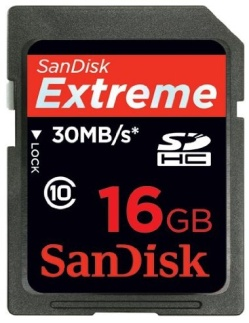 SanDisk
Extreme
30MB/s*
SD
HC
LOCK
10
16GB
SanDisk